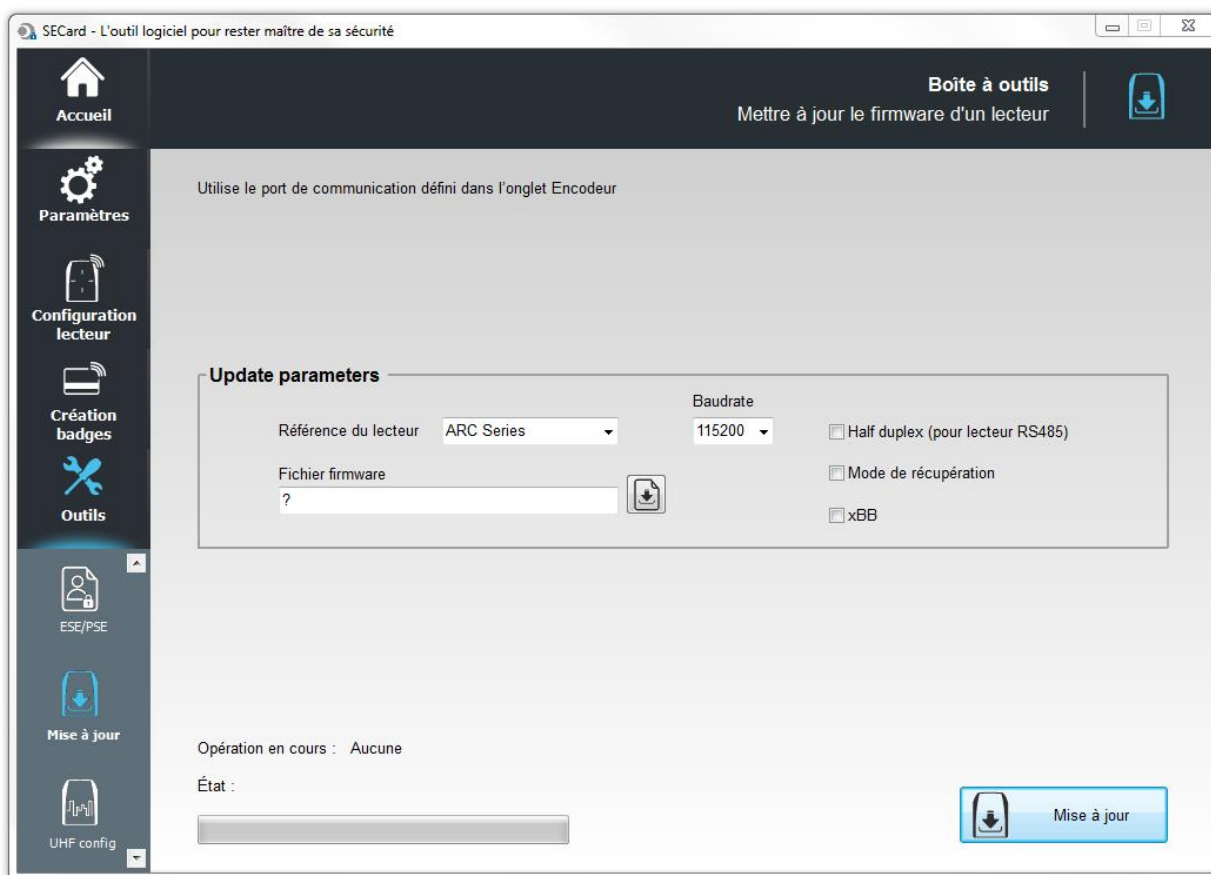 SECard - L'outil logiciel pour rester maître de sa sécurité
Accueil
Boîte à outils
Mettre à jour le firmware d'un lecteur
Paramètres
Configuration
lecteur
Création
badges
Outils
ESE/PSE
Mise à jour
UHF config
Utilise le port de communication défini dans l'onglet Encodeur
Update parameters
Baudrate
Référence du lecteur ARC Series 115200 Half duplex (pour lecteur RS485)
Fichier firmware Mode de récupération
?
xBB
Opération en cours : Aucune
État :
Mise à jour